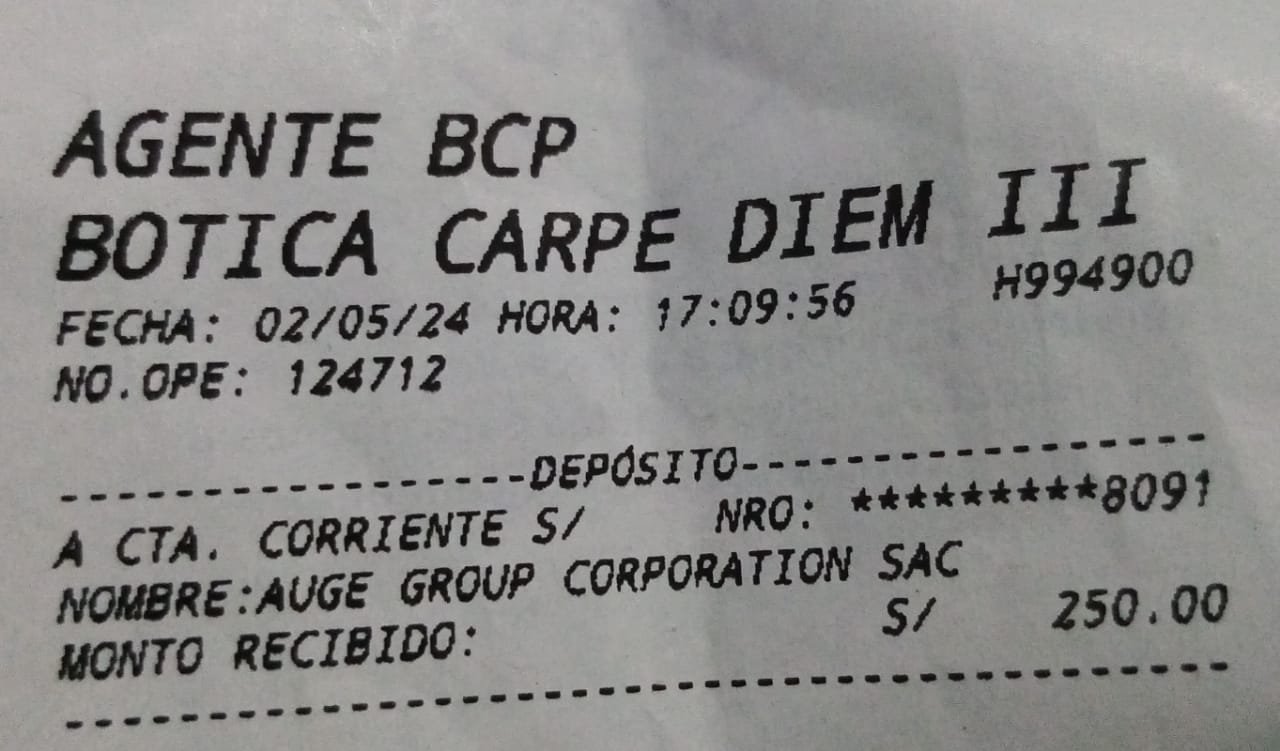 AGENTE BCP
BOTICA CARPE DIEM III
FECHA: 02/05/24 HORA: 17:09:56 H994900
NO.OPE: 124712
-----------------DEPÓSITO-----------------
A CTA. CORRIENTE S/ NRO: *********8091
NOMBRE:AUGE GROUP CORPORATION SAC
MONTO RECIBIDO: S/ 250.00
------------------------------------------